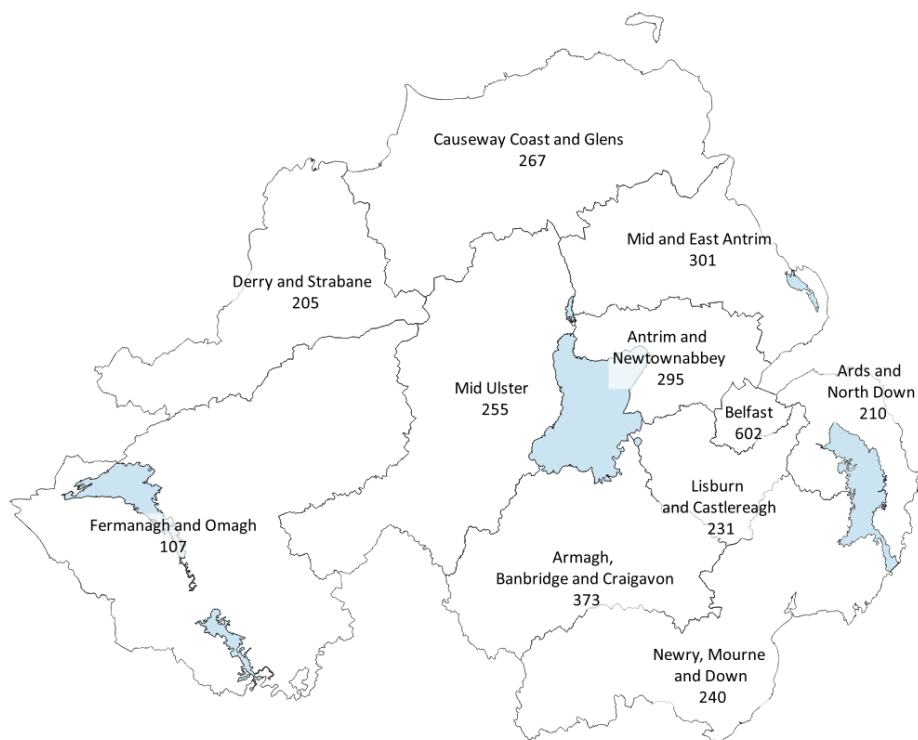 Causeway Coast and Glens
267
Mid and East Antrim
301
Derry and Strabane
205
Antrim and
Newtownabbey
295
Ards and
North Down
210
Mid Ulster
255
Belfast
602
Lisburn
and Castlereagh
231
Fermanagh and Omagh
107
Armagh,
Banbridge and Craigavon
373
Newry, Mourne
and Down
240